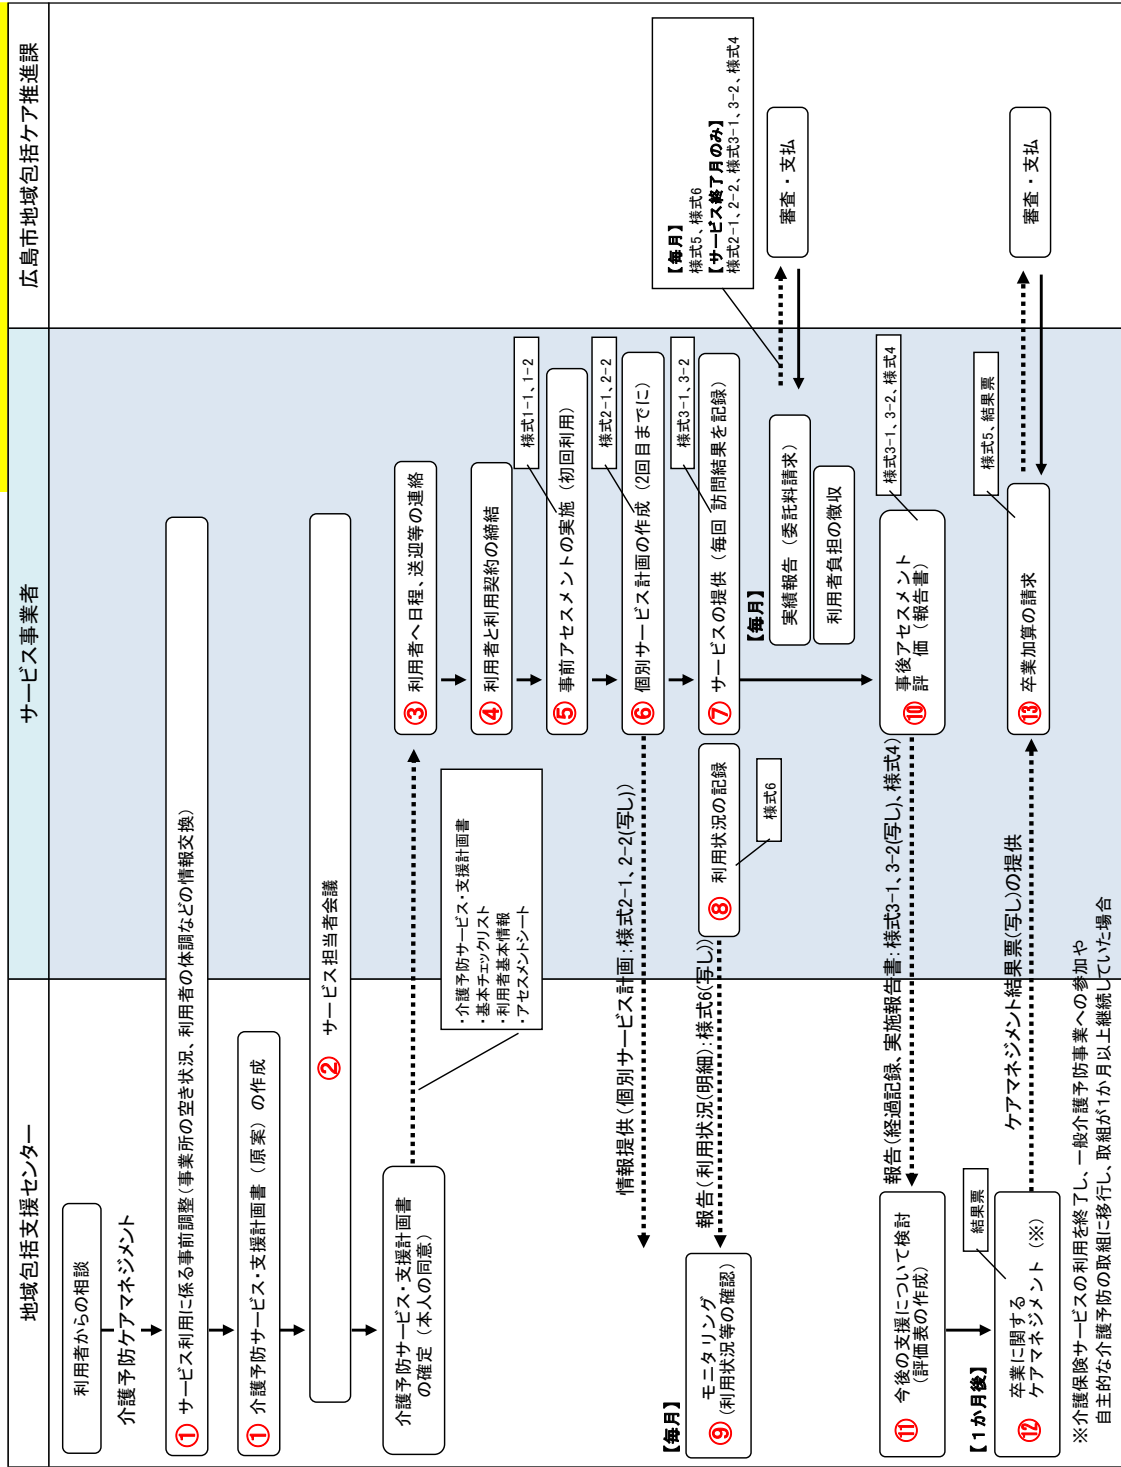 地域包括支援センター
サービス事業者
広島市地域包括ケア推進課
利用者からの相談
介護予防ケアマネジメント
① サービス利用に係る事前調整(事業所の空き状況、利用者の体調などの情報交換)
① 介護予防サービス・支援計画書（原案）の作成
② サービス担当者会議
介護予防サービス・支援計画書
の確定（本人の同意）
・介護予防サービス・支援計画書
・基本チェックリスト
・利用者基本情報
・アセスメントシート
③ 利用者へ日程、送迎等の連絡
④ 利用者と利用契約の締結
様式1-1、1-2
⑤ 事前アセスメントの実施（初回利用）
様式2-1、2-2
⑥ 個別サービス計画の作成（2回目までに）
情報提供(個別サービス計画:様式2-1、2-2(写し))
様式3-1、3-2
⑦ サービスの提供（毎回 訪問結果を記録）
⑧ 利用状況の記録
様式6
報告(利用状況(明細):様式6(写し))
【毎月】
⑨ モニタリング
(利用状況等の確認)
【毎月】
実績報告（委託料請求）
利用者負担の徴収
【毎月】
様式5、様式6
【サービス終了月のみ】
様式2-1、2-2、様式3-1、3-2、様式4
審査・支払
様式3-1、3-2、様式4
⑩ 事後アセスメント
評　価（報告書）
報告(経過記録、実施報告書:様式3-1、3-2(写し)、様式4)
⑪ 今後の支援について検討
(評価表の作成)
【1か月後】
結果票
⑫ 卒業に関する
ケアマネジメント（※）
ケアマネジメント結果票(写し)の提供
様式5、結果票
⑬ 卒業加算の請求
審査・支払
※介護保険サービスの利用を終了し、一般介護予防事業への参加や
自主的な介護予防の取組に移行し、取組が1か月以上継続していた場合